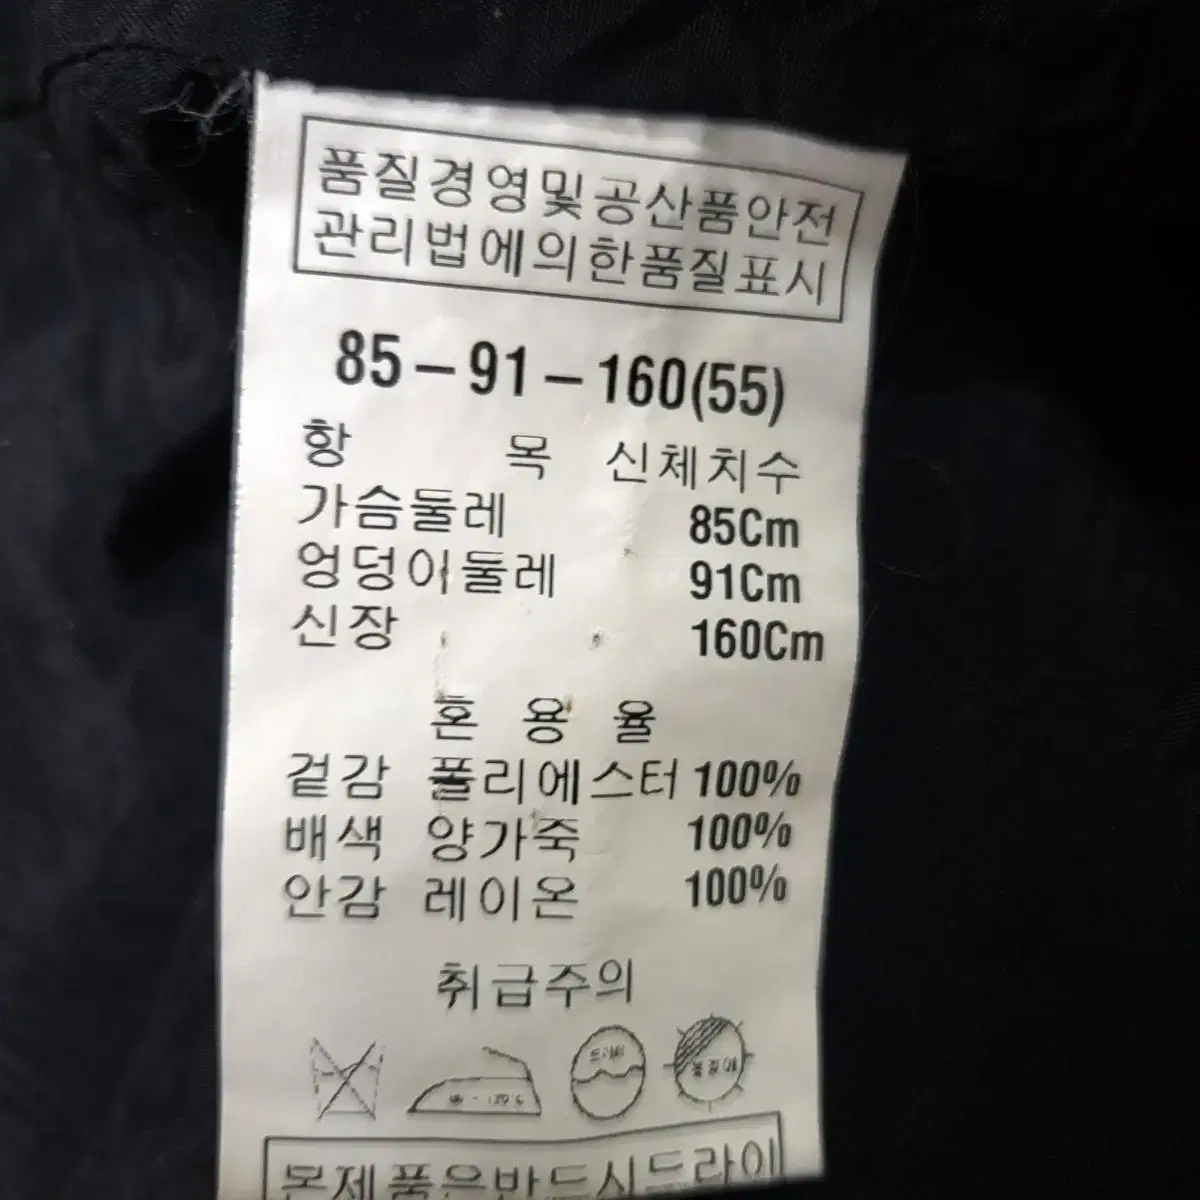 품질경영및공산품안전
관리법에의한품질표시
85-91-160(55)
항 목 신체치수
가슴둘레 85Cm
엉덩이둘레 91Cm
신장 160Cm
혼 용 율
겉감 폴리에스터 100%
배색 양가죽 100%
안감 레이온 100%
취급주의
본제품은반드시드라이